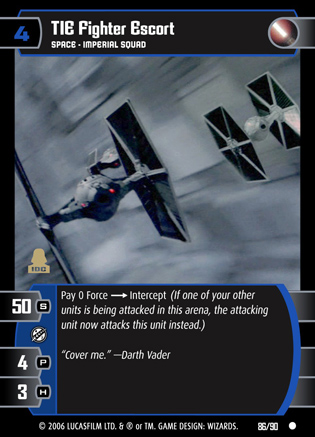 4
TIE Fighter Escort
SPACE - IMPERIAL SQUAD
IDC
50 S
Pay 0 Force → Intercept (If one of your other
units is being attacked in this arena, the attacking
unit now attacks this unit instead.)
4 P
"Cover me." —Darth Vader
3 H
© 2006 LUCASFILM LTD. & ® or TM. GAME DESIGN: WIZARDS. 86/90